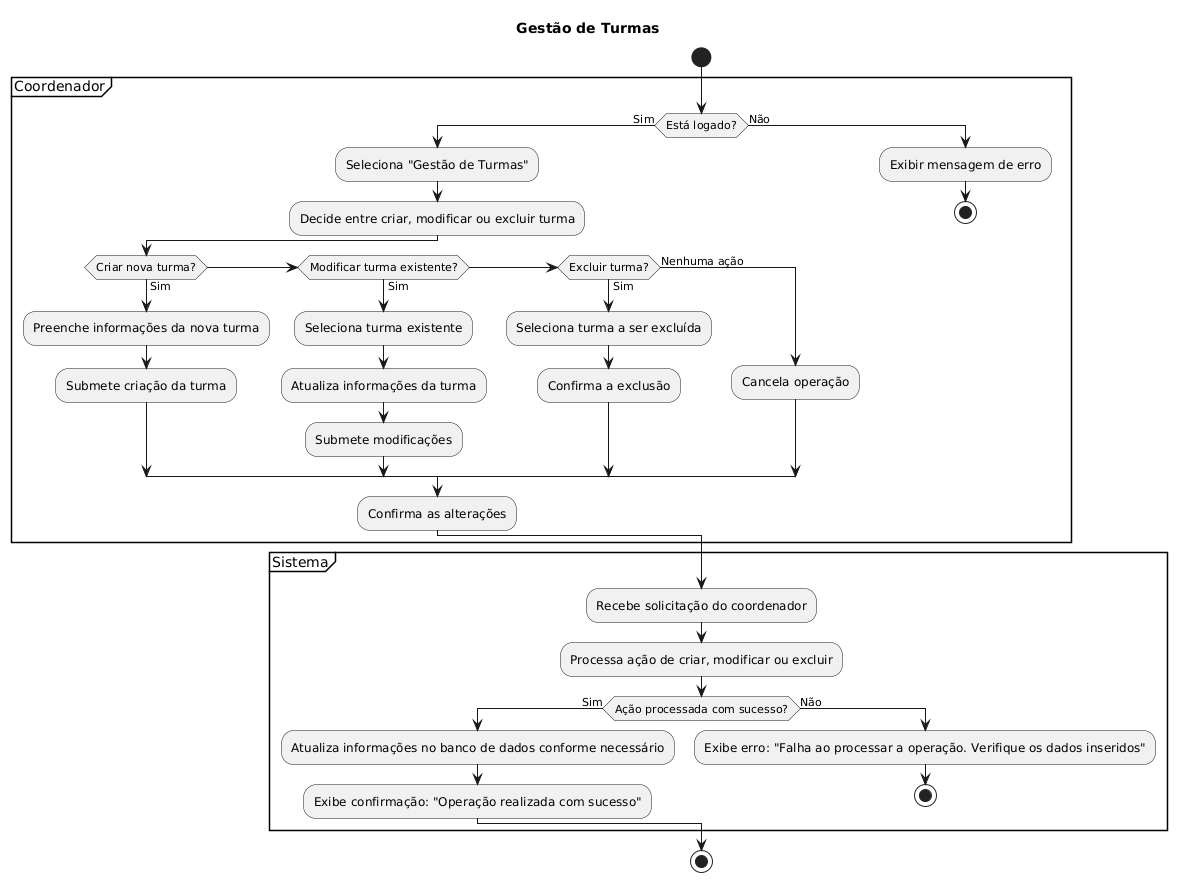 Gestão de Turmas
Coordenador
Está logado?
Sim
Não
Seleciona "Gestão de Turmas"
Exibir mensagem de erro
Decide entre criar, modificar ou excluir turma
Criar nova turma?
Modificar turma existente?
Excluir turma?
Nenhuma ação
Sim
Sim
Sim
Preenche informações da nova turma
Seleciona turma existente
Seleciona turma a ser excluída
Submete criação da turma
Atualiza informações da turma
Confirma a exclusão
Cancela operação
Submete modificações
Confirma as alterações
Sistema
Recebe solicitação do coordenador
Processa ação de criar, modificar ou excluir
Ação processada com sucesso?
Sim
Não
Atualiza informações no banco de dados conforme necessário
Exibe erro: "Falha ao processar a operação. Verifique os dados inseridos"
Exibe confirmação: "Operação realizada com sucesso"